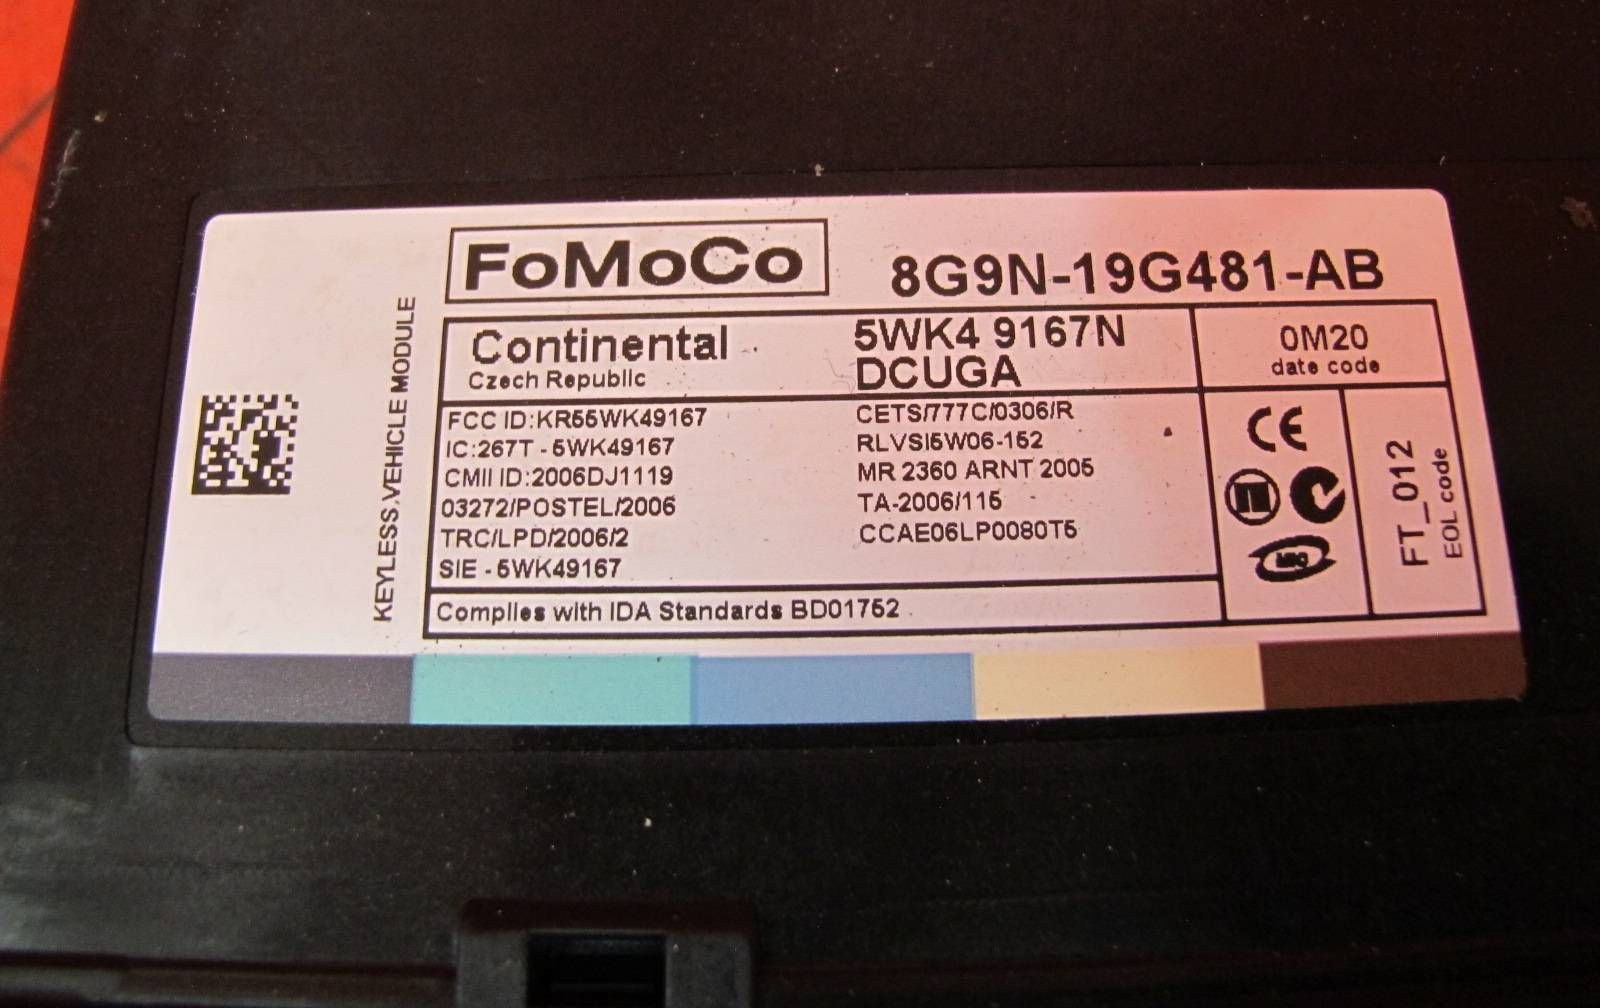 FoMoCo
8G9N-19G481-AB
KEYLESS VEHICLE MODULE
Continental
Czech Republic
5WK4 9167N
DCUGA
0M20
date code
FCC ID:KR55WK49167
IC:267T - 5WK49167
CMII ID:2006DJ1119
03272/POSTEL/2006
TRC/LPD/2006/2
SIE - 5WK49167
CETS/777C/0306/R
RLVSI5W06-152
MR 2360 ARNT 2005
TA-2006/115
CCAE06LP0080T5
CE
FT_012
EOL code
Complies with IDA Standards BD01752